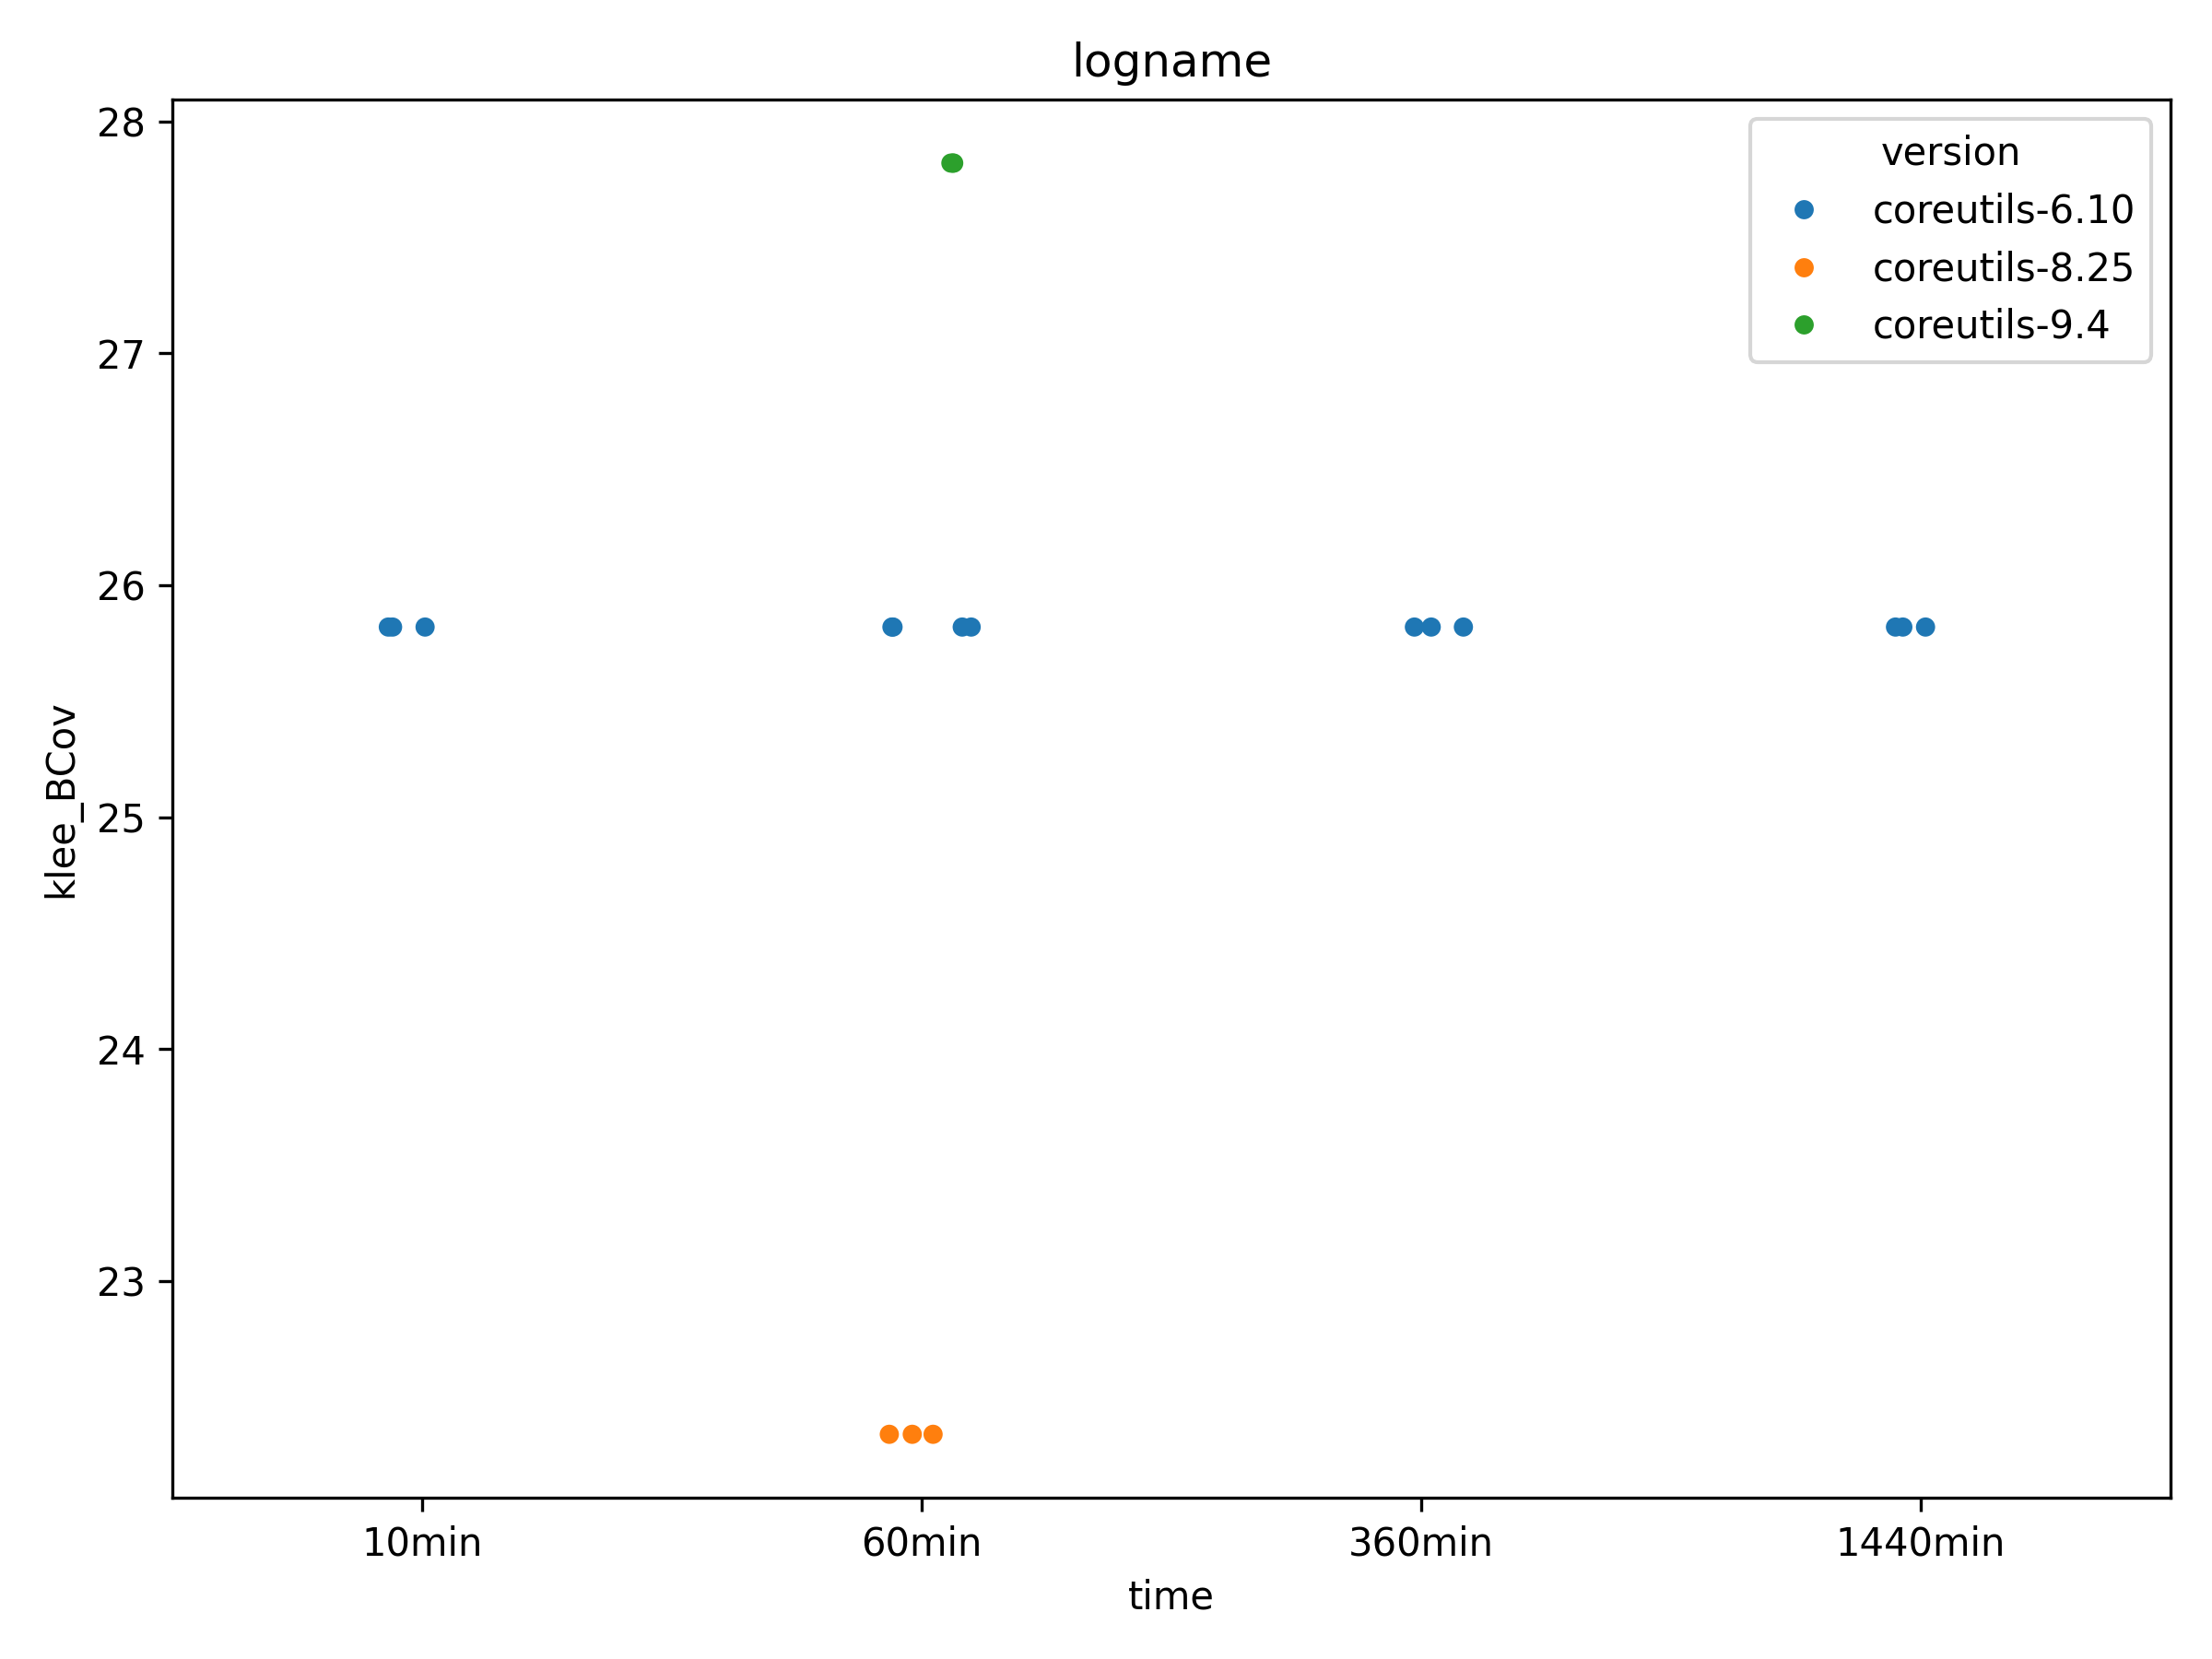 logname
version
coreutils-6.10
coreutils-8.25
coreutils-9.4
klee_BCov
28
27
26
25
24
23
10min 60min 360min 1440min
time